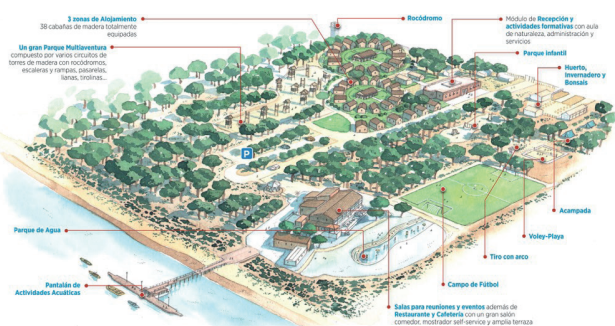 3 zonas de Alojamiento
38 cabañas de madera totalmente
equipadas
Un gran Parque Multiaventura
compuesto por varios circuitos de
torres de madera con rocódromos,
escaleras y rampas, pasarelas,
lianas, tirolinas...
Rocódromo
Módulo de Recepción y
actividades formativas con aula
de naturaleza, administración y
servicios
Parque Infantil
Huerto,
Invernadero y
Bonsais
P
Acampada
Voley-Playa
Tiro con arco
Campo de Fútbol
Parque de Agua
Pantalán de
Actividades Acuáticas
Salas para reuniones y eventos además de
Restaurante y Cafetería con un gran salón
comedor, mostrador self-service y amplia terraza